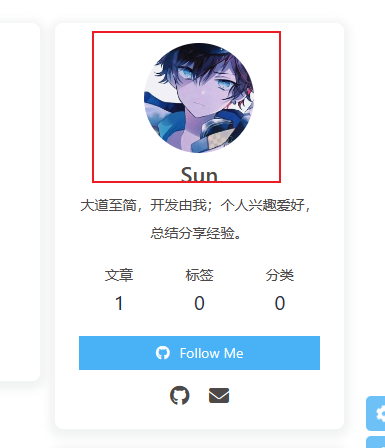 Sun
大道至简，开发由我；个人兴趣爱好，
总结分享经验。
文章 标签 分类
1 0 0
Follow Me